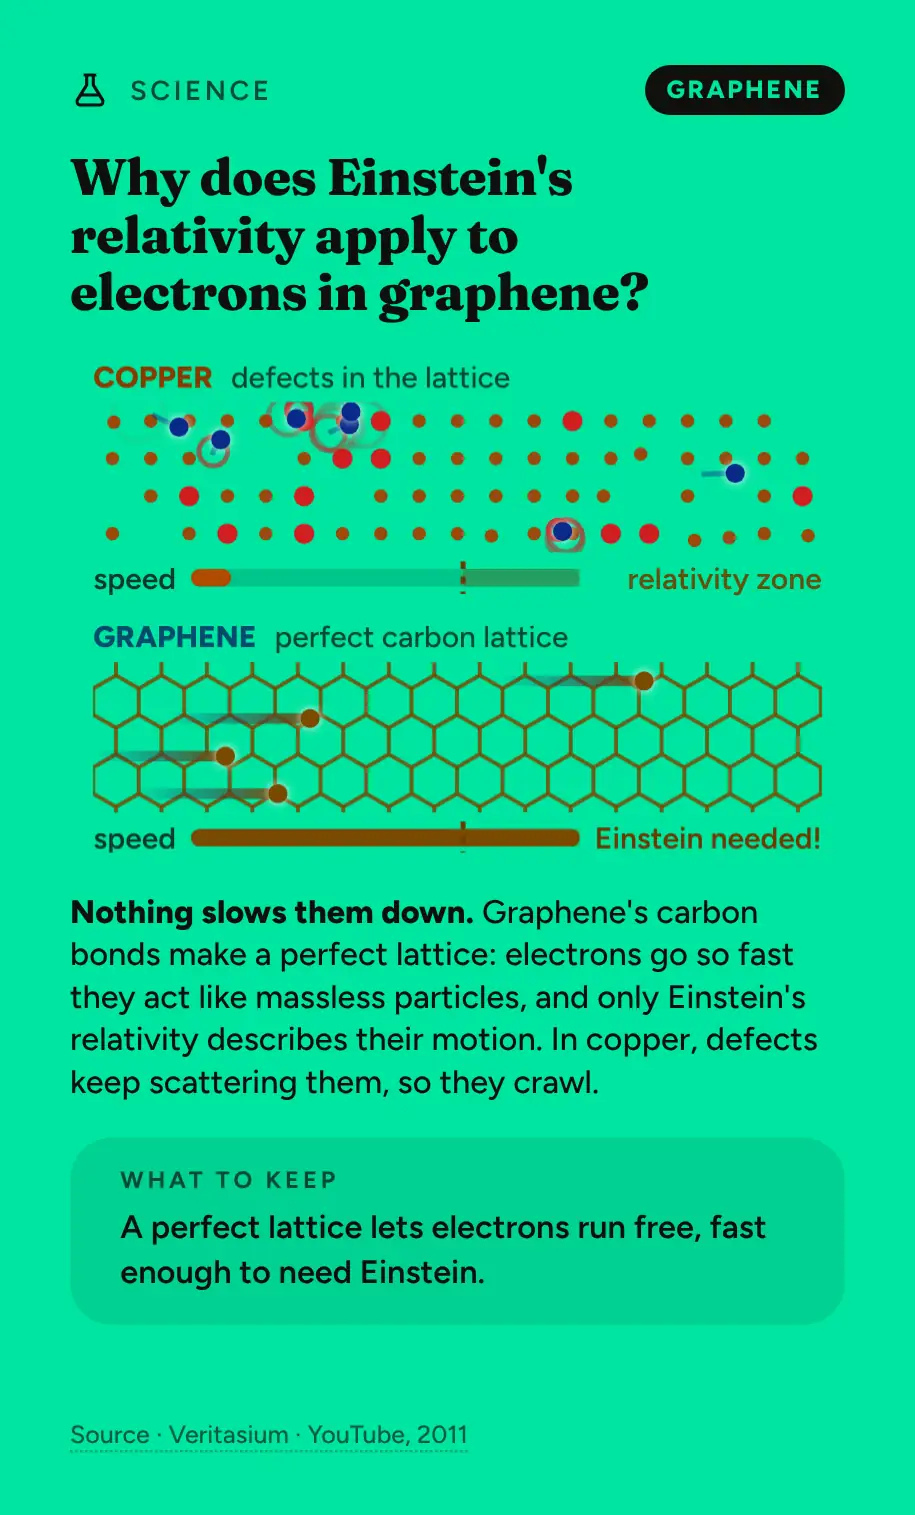 SCIENCE
GRAPHENE
Why does Einstein's
relativity apply to
electrons in graphene?
COPPER defects in the lattice
speed relativity zone
GRAPHENE perfect carbon lattice
speed Einstein needed!
Nothing slows them down. Graphene's carbon
bonds make a perfect lattice: electrons go so fast
they act like massless particles, and only Einstein's
relativity describes their motion. In copper, defects
keep scattering them, so they crawl.
WHAT TO KEEP
A perfect lattice lets electrons run free, fast
enough to need Einstein.
Source · Veritasium · YouTube, 2011